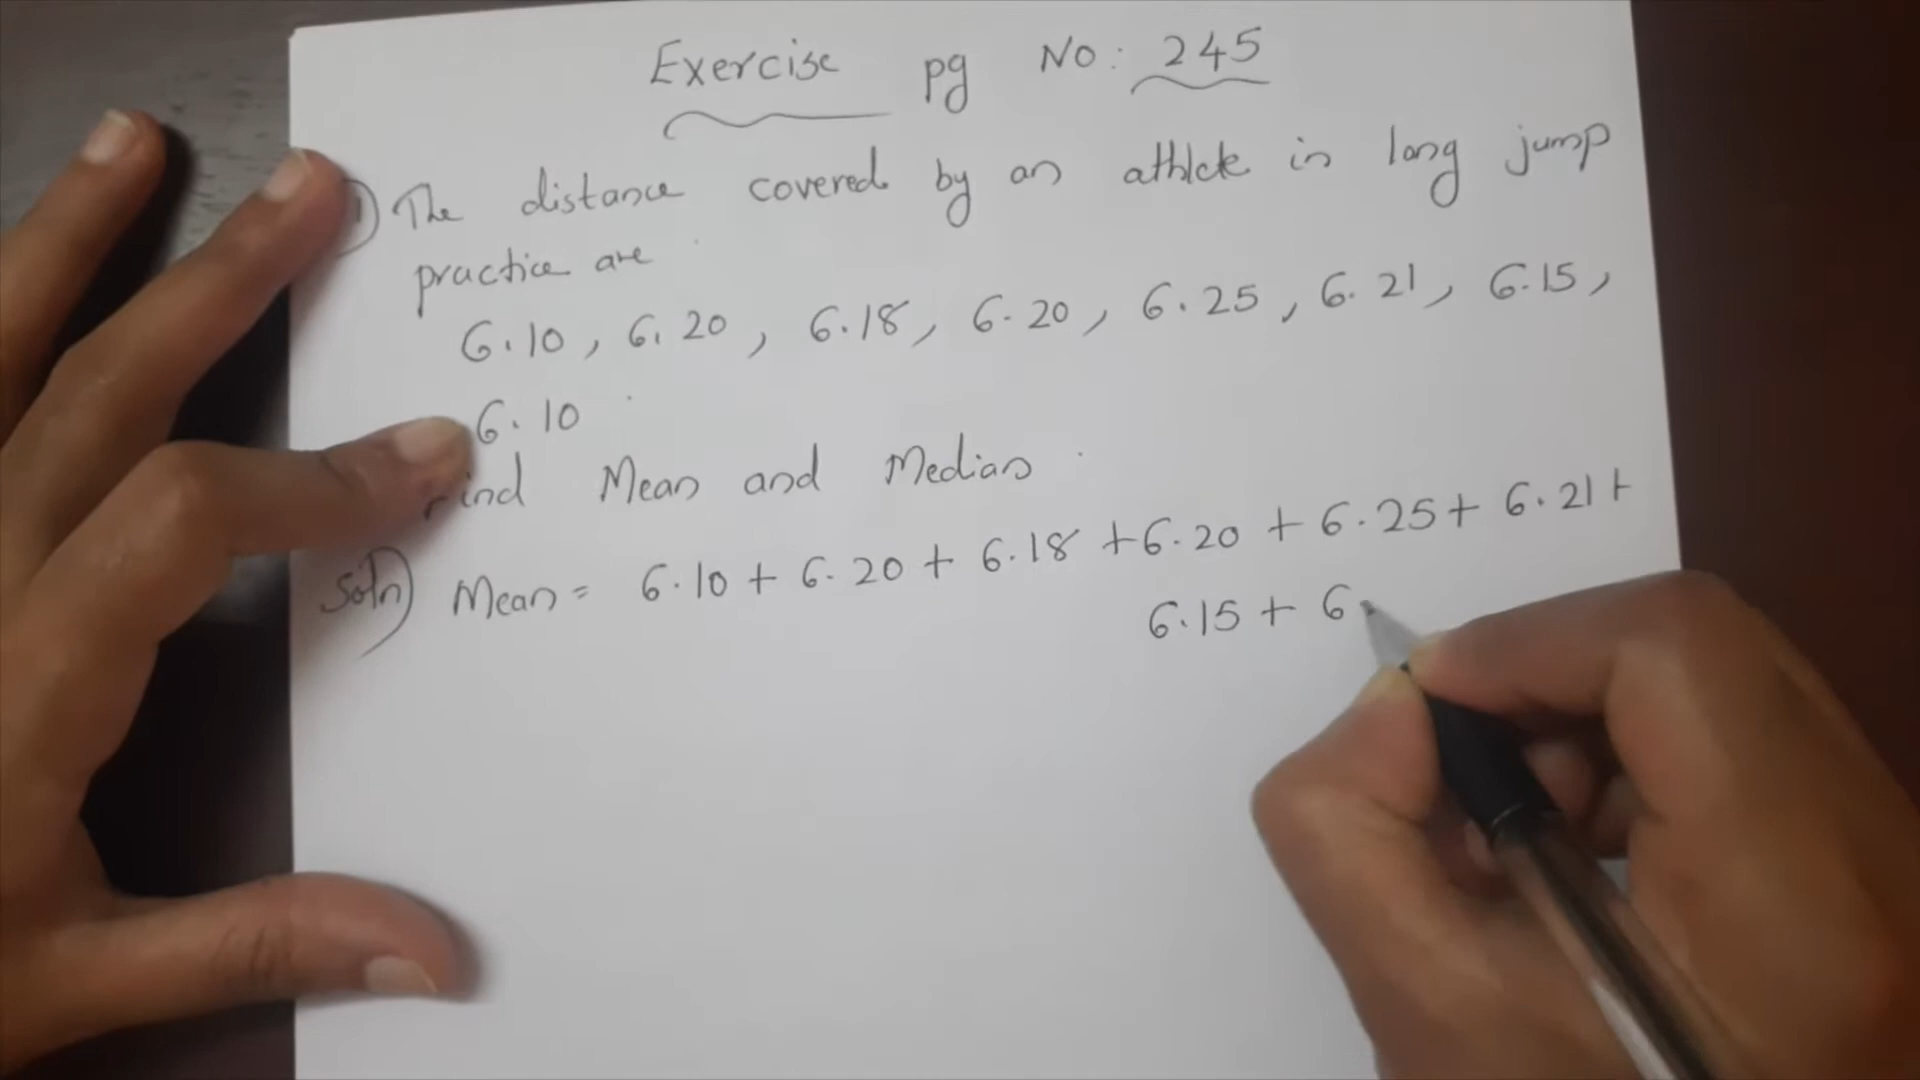 Exercise pg No: 245
1) The distance covered by an athlete in long jump
practice are
6.10, 6.20, 6.18, 6.20, 6.25, 6.21, 6.15,
6.10
Find Mean and Median.
Soln) Mean = 6.10 + 6.20 + 6.18 + 6.20 + 6.25 + 6.21 +
6.15 + 6.